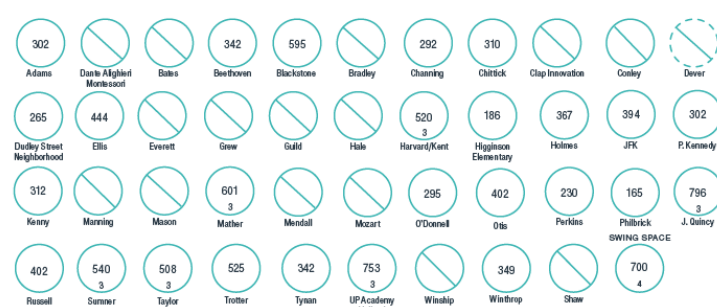 302 342 595 292 310
Adams Dante Alighieri Bates Beethoven Blackstone Bradley Channing Chittick Clap Innovation Conley Dever
Montessori
265 444 520 186 367 394 302
3
Dudley Street Ellis Everett Grew Guild Hale Harvard/Kent Higginson Holmes JFK P. Kennedy
Neighborhood Elementary
312 601 295 402 230 165 796
3 3
Kenny Manning Mason Mather Mendall Mozart O'Donnell Otis Perkins Philbrick J. Quincy
SWING SPACE
402 540 508 525 342 753 349 700
3 3 3 4
Russell Sumner Taylor Trotter Tynan UP Academy Winship Winthrop Shaw